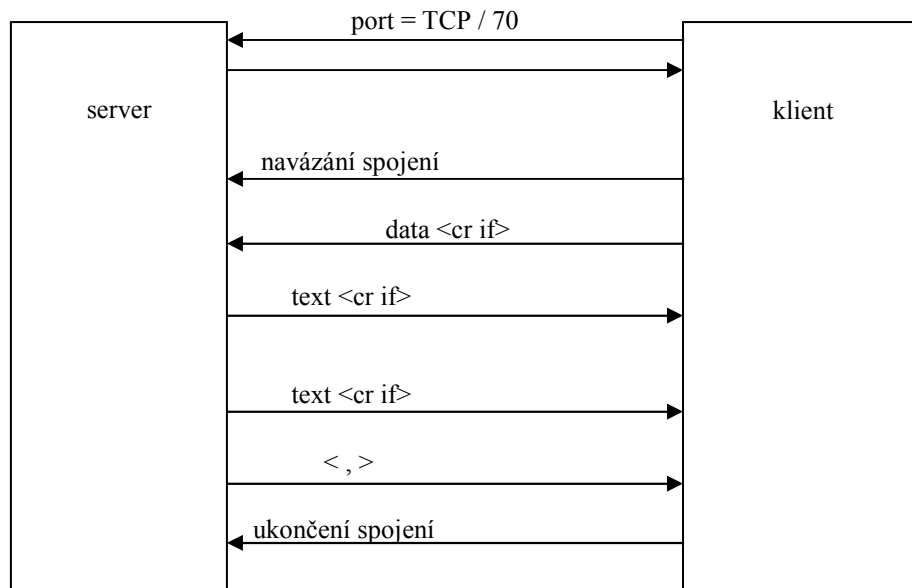 port = TCP / 70
server
klient
navázání spojení
data <cr if>
text <cr if>
text <cr if>
< , >
ukončení spojení